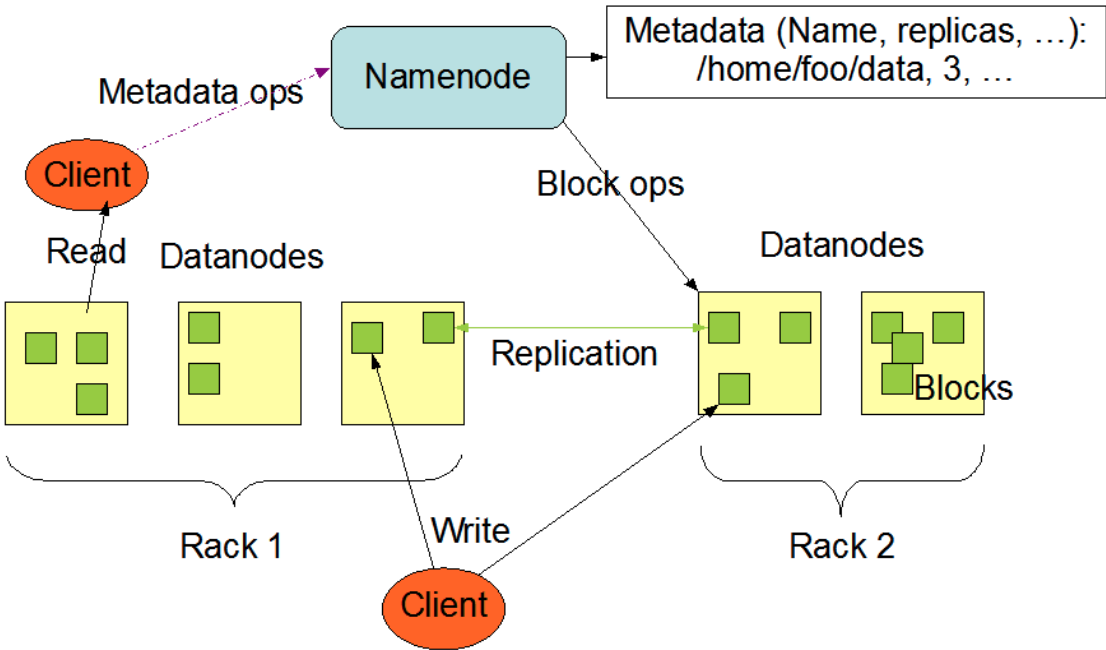 Metadata (Name, replicas, …):
/home/foo/data, 3, …
Namenode
Metadata ops
Client
Block ops
Read
Datanodes
Datanodes
Replication
Blocks
Rack 1
Write
Rack 2
Client